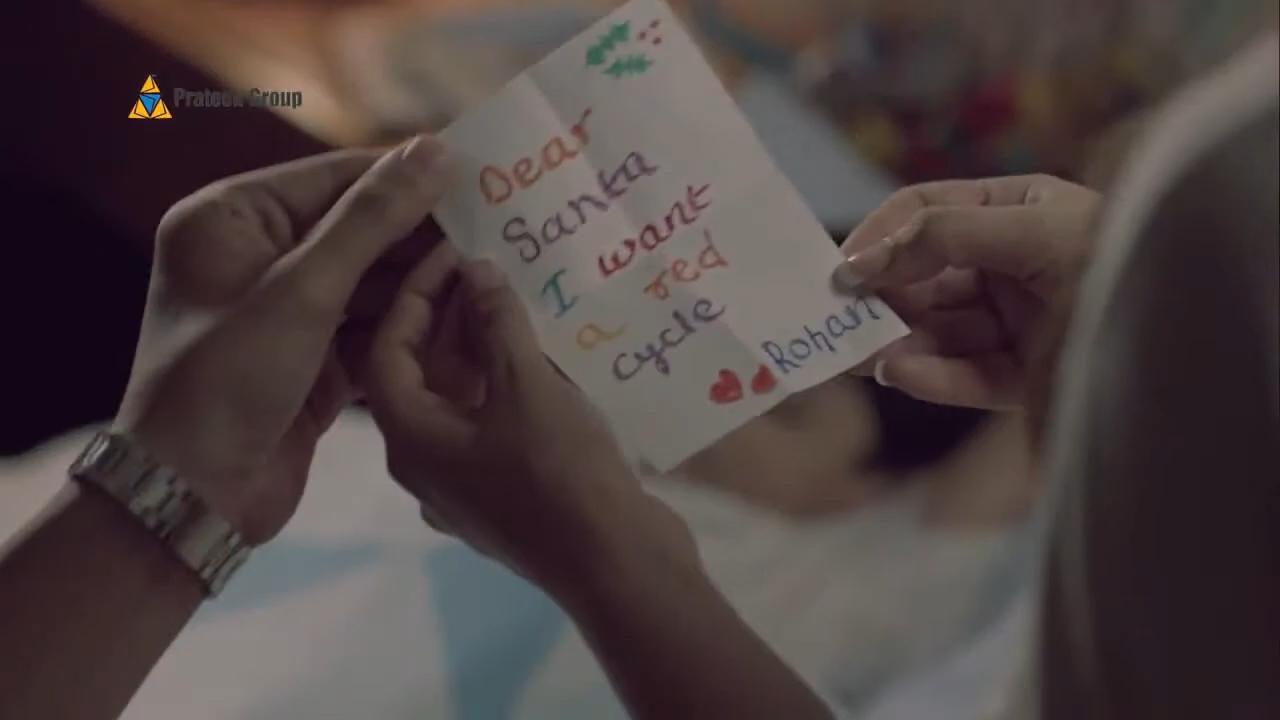 Prateek Group
Dear
Santa
I want
a red
cycle
Rohan